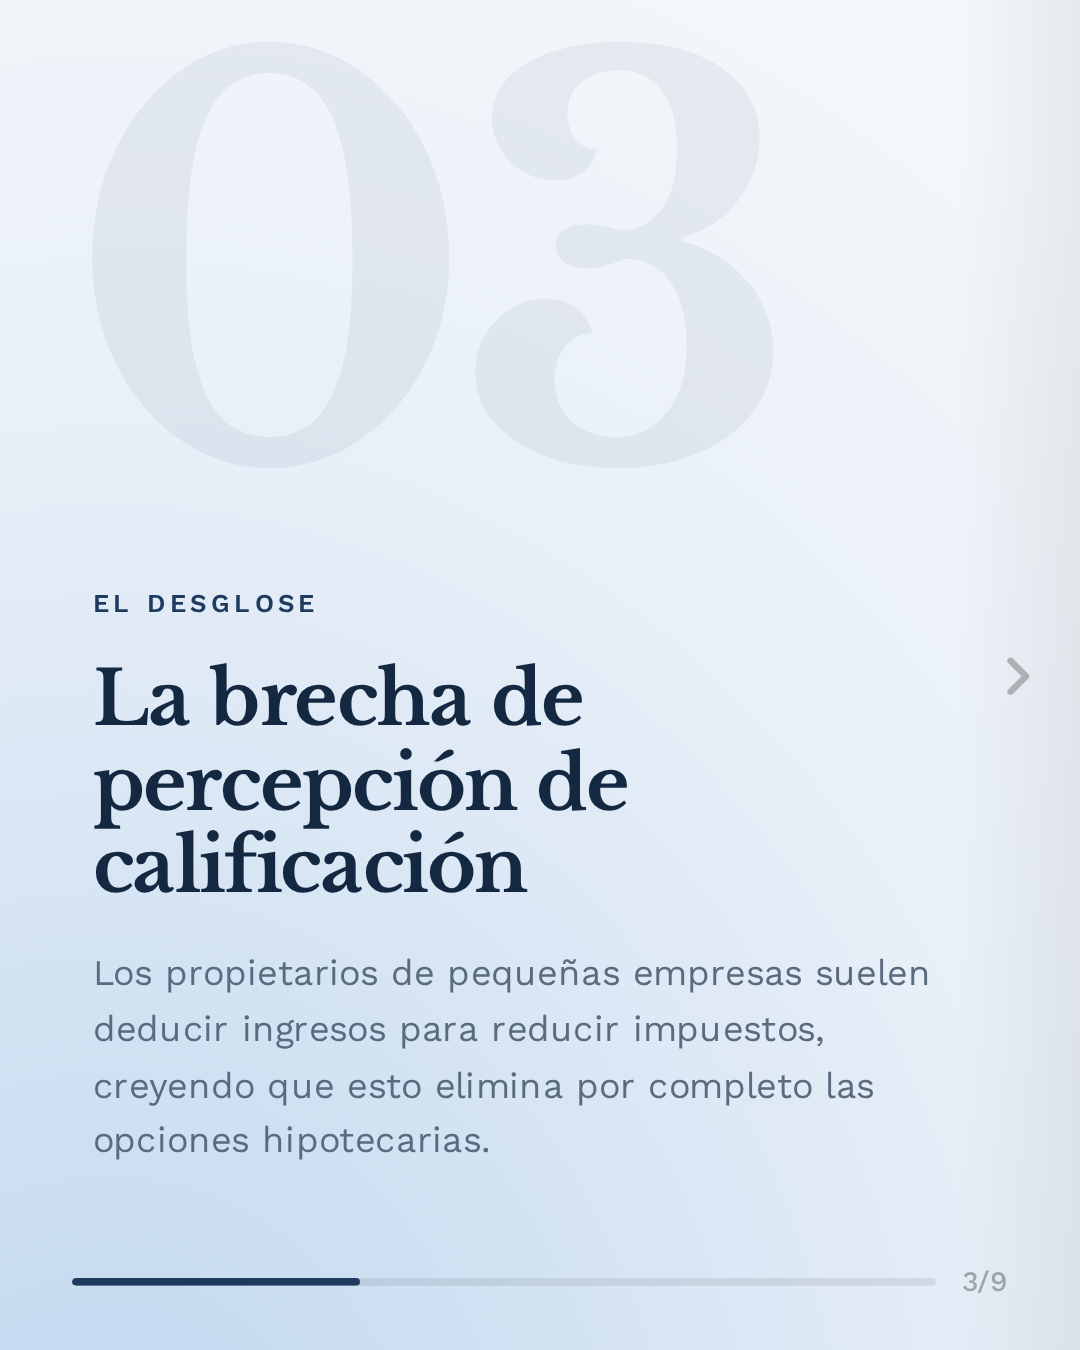 03
EL DESGLOSE
La brecha de
percepción de
calificación
Los propietarios de pequeñas empresas suelen
deducir ingresos para reducir impuestos,
creyendo que esto elimina por completo las
opciones hipotecarias.
3/9